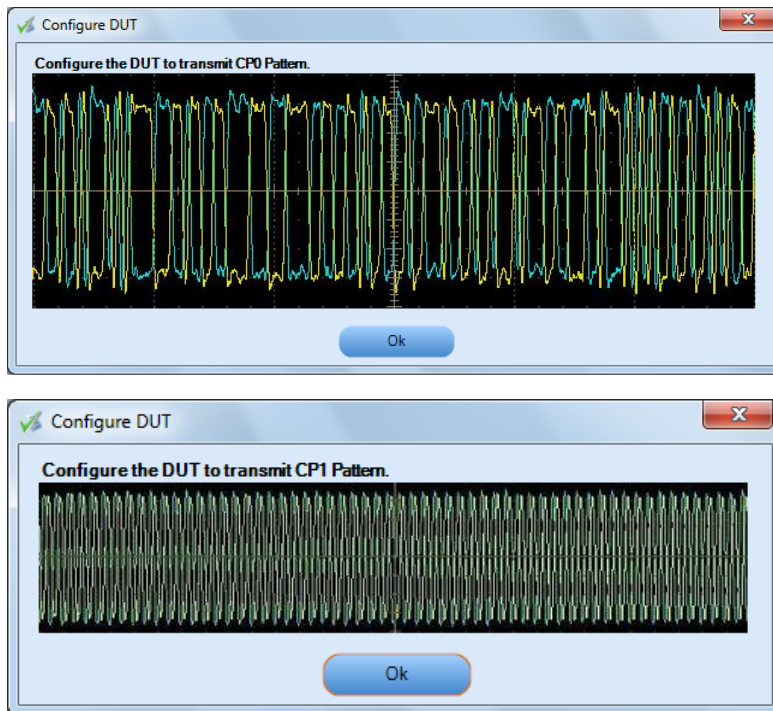 Configure DUT
Configure the DUT to transmit CP0 Pattern.
Ok
Configure DUT
Configure the DUT to transmit CP1 Pattern.
Ok